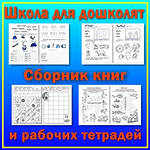 Школа для дошколят
Сборник книг
и рабочих тетрадей